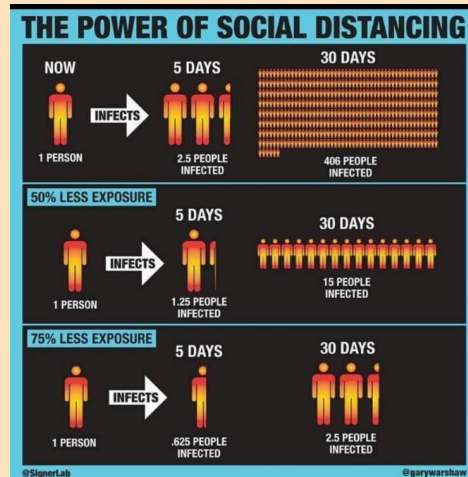 THE POWER OF SOCIAL DISTANCING
NOW
5 DAYS
30 DAYS
INFECTS
1 PERSON
2.5 PEOPLE
INFECTED
406 PEOPLE
INFECTED
50% LESS EXPOSURE
5 DAYS
30 DAYS
INFECTS
1 PERSON
1.25 PEOPLE
INFECTED
15 PEOPLE
INFECTED
75% LESS EXPOSURE
5 DAYS
30 DAYS
INFECTS
1 PERSON
.625 PEOPLE
INFECTED
2.5 PEOPLE
INFECTED
@SignerLab
@garywarshaw